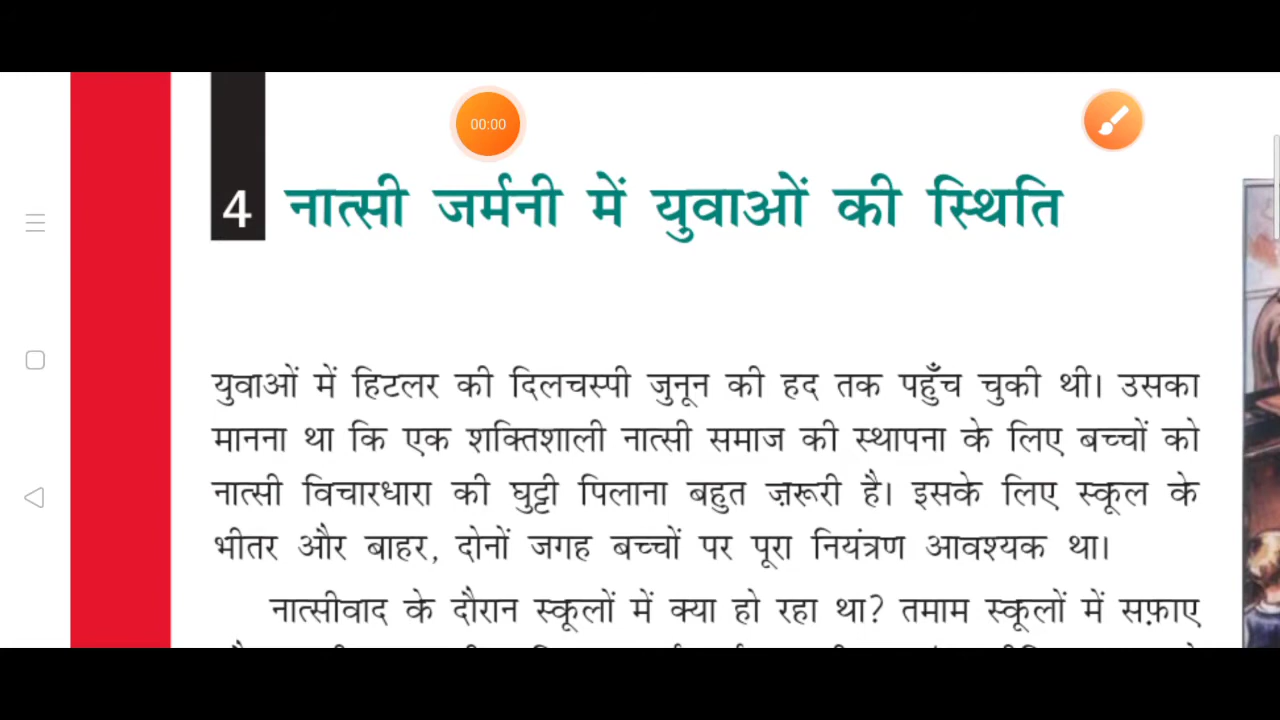 00:00
4 नात्सी जर्मनी में युवाओं की स्थिति
युवाओं में हिटलर की दिलचस्पी जुनून की हद तक पहुँच चुकी थी। उसका
मानना था कि एक शक्तिशाली नात्सी समाज की स्थापना के लिए बच्चों को
नात्सी विचारधारा की घुट्टी पिलाना बहुत ज़रूरी है। इसके लिए स्कूल के
भीतर और बाहर, दोनों जगह बच्चों पर पूरा नियंत्रण आवश्यक था।
नात्सीवाद के दौरान स्कूलों में क्या हो रहा था? तमाम स्कूलों में सफ़ाए